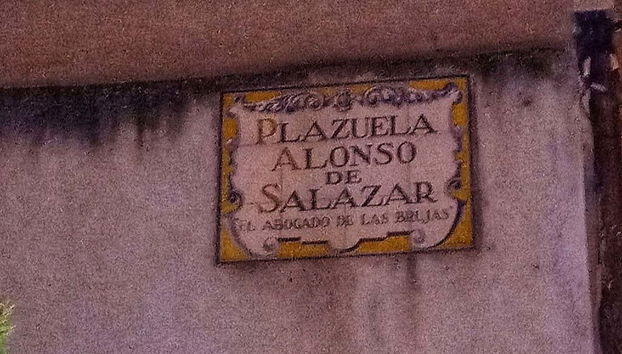 PLAZUELA
ALONSO
DE
SALAZAR
"EL ABOGADO DE LAS BRUJAS"